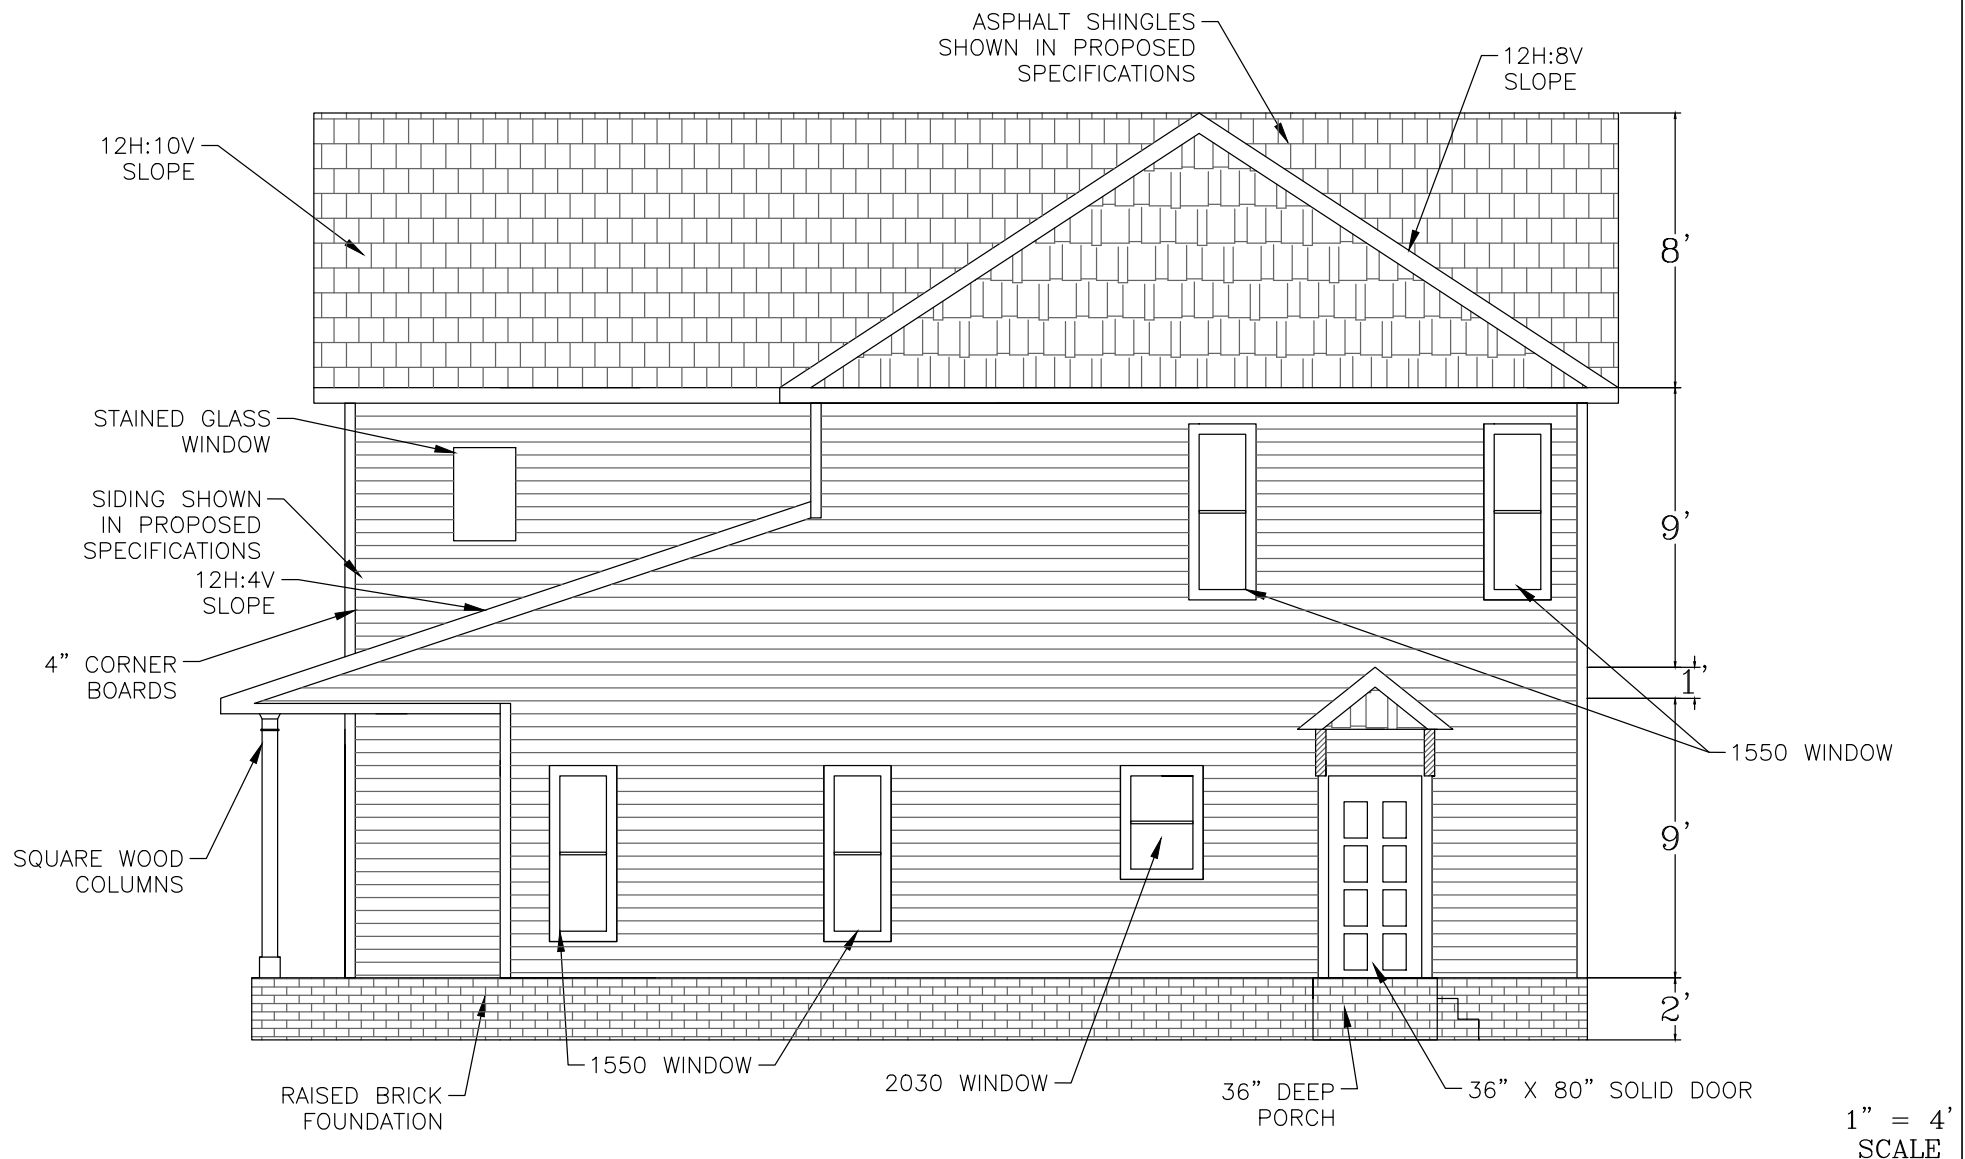 ASPHALT SHINGLES
SHOWN IN PROPOSED
SPECIFICATIONS
12H:8V
SLOPE
12H:10V
SLOPE
8'
STAINED GLASS
WINDOW
SIDING SHOWN
IN PROPOSED
SPECIFICATIONS
9'
12H:4V
SLOPE
4" CORNER
BOARDS
1'
1550 WINDOW
9'
SQUARE WOOD
COLUMNS
2'
1550 WINDOW
2030 WINDOW
RAISED BRICK
FOUNDATION
36" DEEP
PORCH
36" X 80" SOLID DOOR
1" = 4'
SCALE